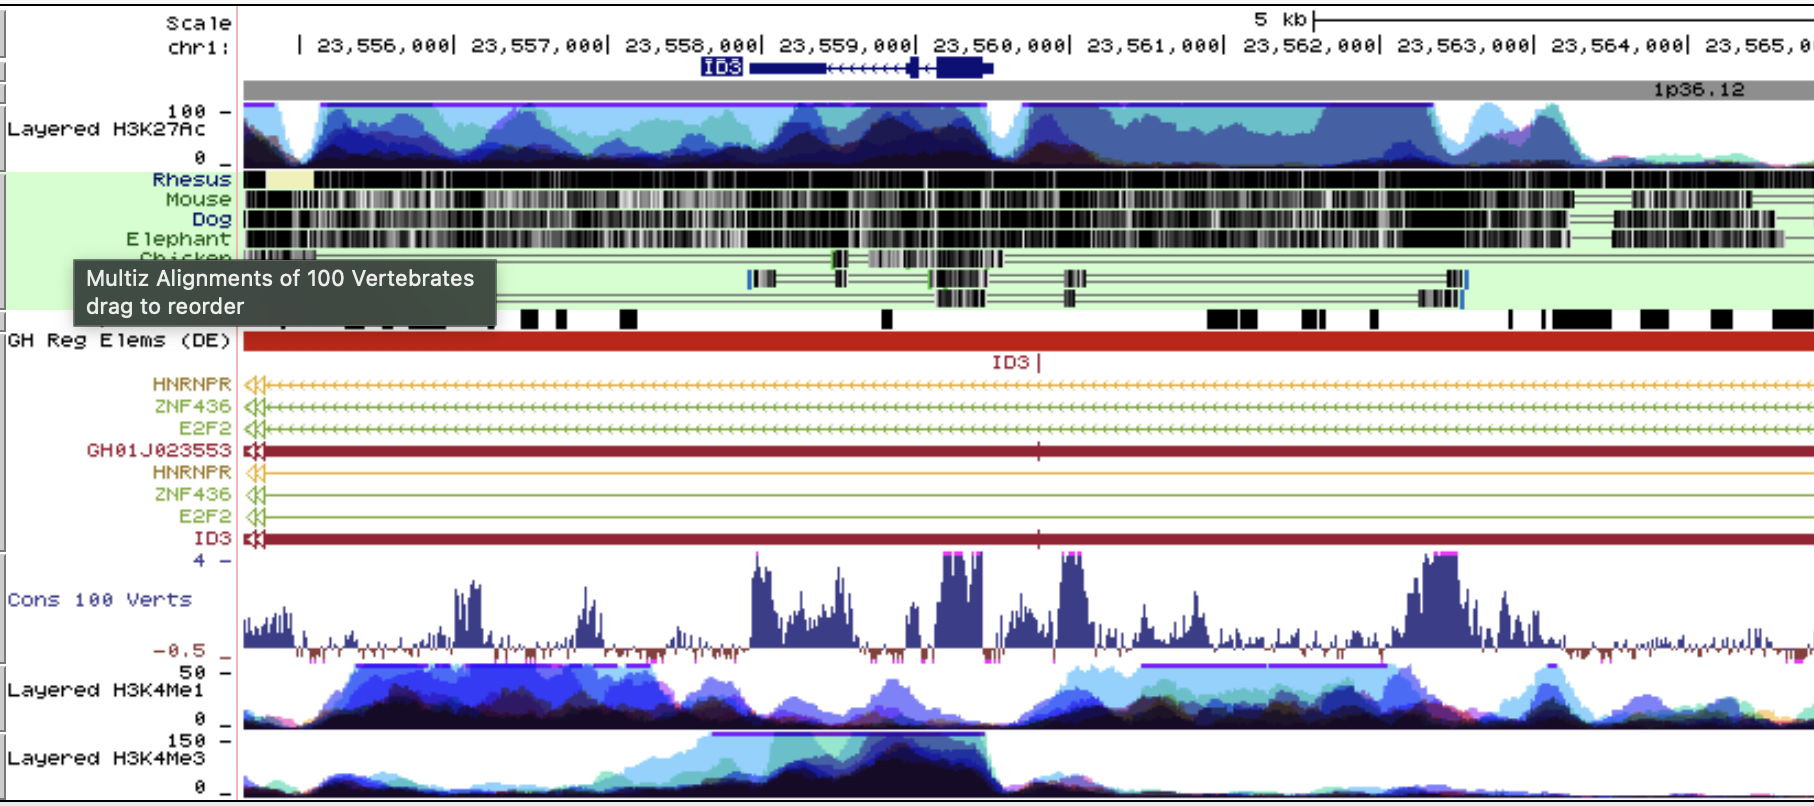 Scale
5 kb
chr1:
23,556,000| 23,557,000| 23,558,000| 23,559,000| 23,560,000| 23,561,000| 23,562,000| 23,563,000| 23,564,000| 23,565,0
ID3
1p36.12
100
Layered H3K27Ac
0
Rhesus
Mouse
Dog
Elephant
Chicken
Multiz Alignments of 100 Vertebrates
drag to reorder
GH Reg Elems (DE)
ID3
HNRNPR
ZNF436
E2F2
GH01J023553
HNRNPR
ZNF436
E2F2
ID3
4
Cons 100 Verts
-0.5
50
Layered H3K4Me1
0
150
Layered H3K4Me3
0